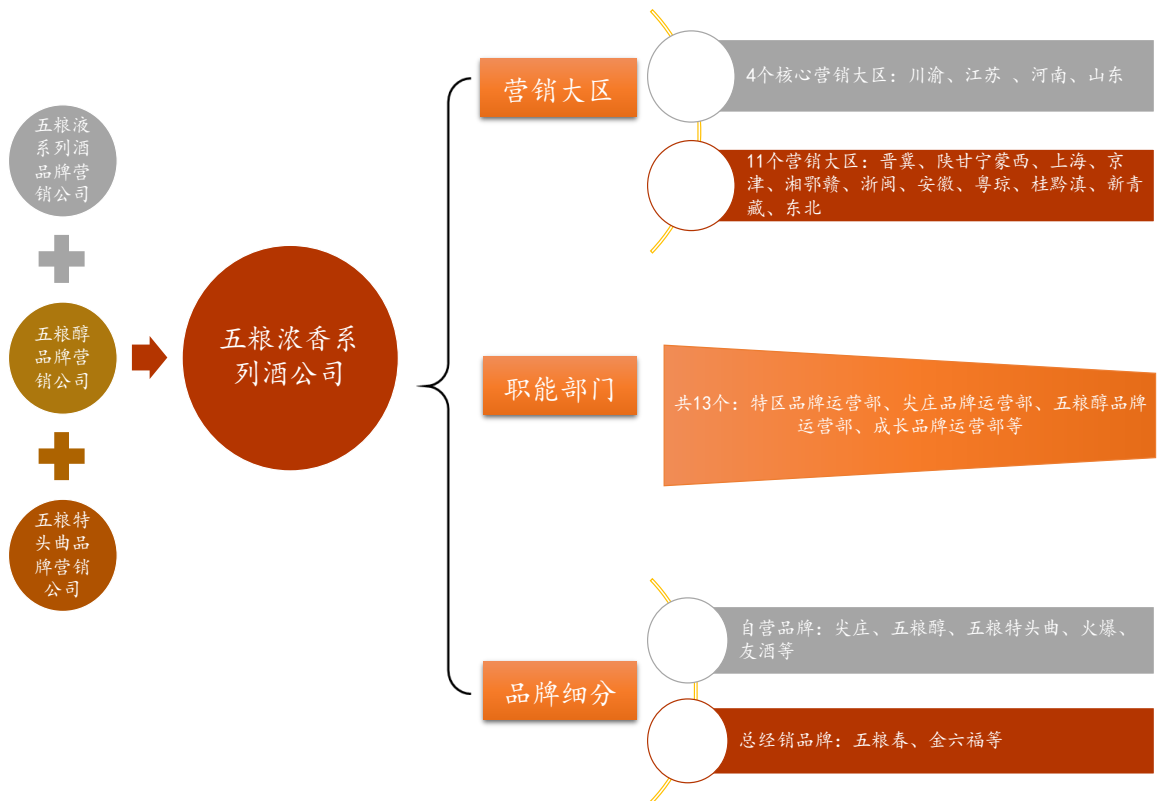 五粮液
系列酒
品牌营
销公司
五粮醇
品牌营
销公司
五粮特
头曲品
牌营销
公司
五粮浓香系
列酒公司
营销大区
4个核心营销大区：川渝、江苏 、河南、山东
11个营销大区：晋冀、陕甘宁蒙西、上海、京
津、湘鄂赣、浙闽、安徽、粤琼、桂黔滇、新青
藏、东北
职能部门
共13个：特区品牌运营部、尖庄品牌运营部、五粮醇品牌
运营部、成长品牌运营部等
品牌细分
自营品牌：尖庄、五粮醇、五粮特头曲、火爆、
友酒等
总经销品牌：五粮春、金六福等